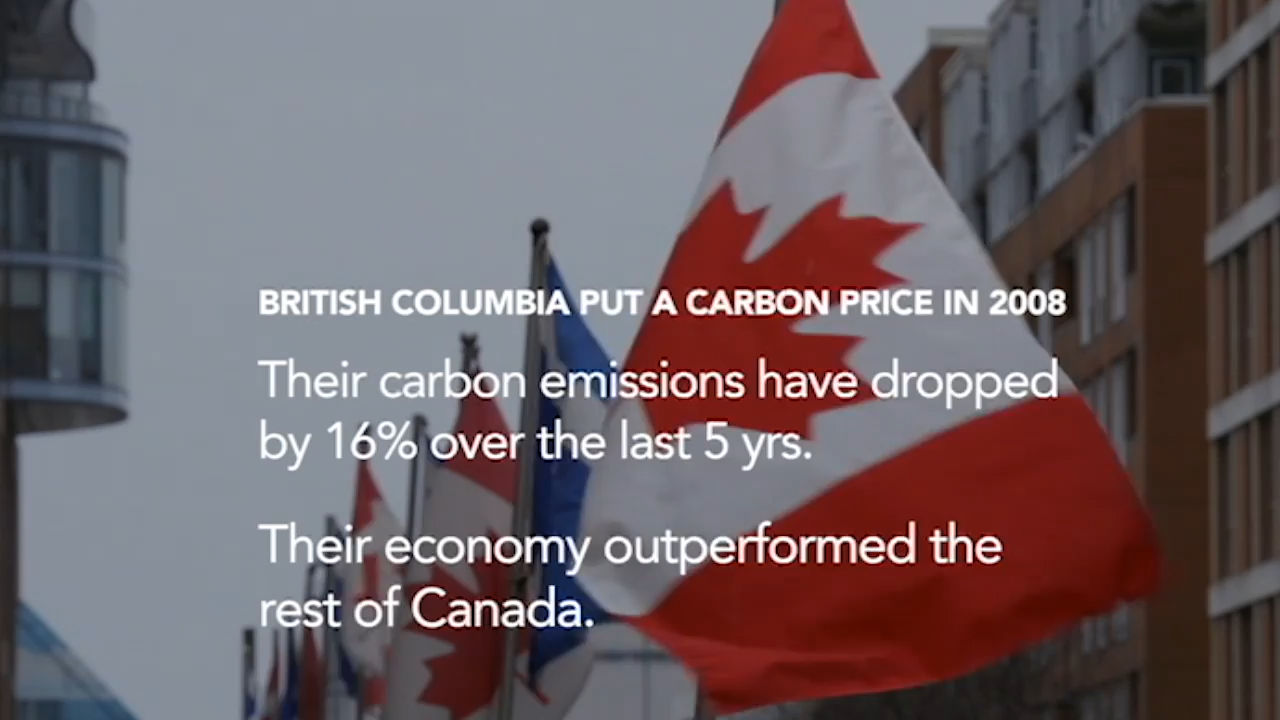 BRITISH COLUMBIA PUT A CARBON PRICE IN 2008
Their carbon emissions have dropped
by 16% over the last 5 yrs.
Their economy outperformed the
rest of Canada.